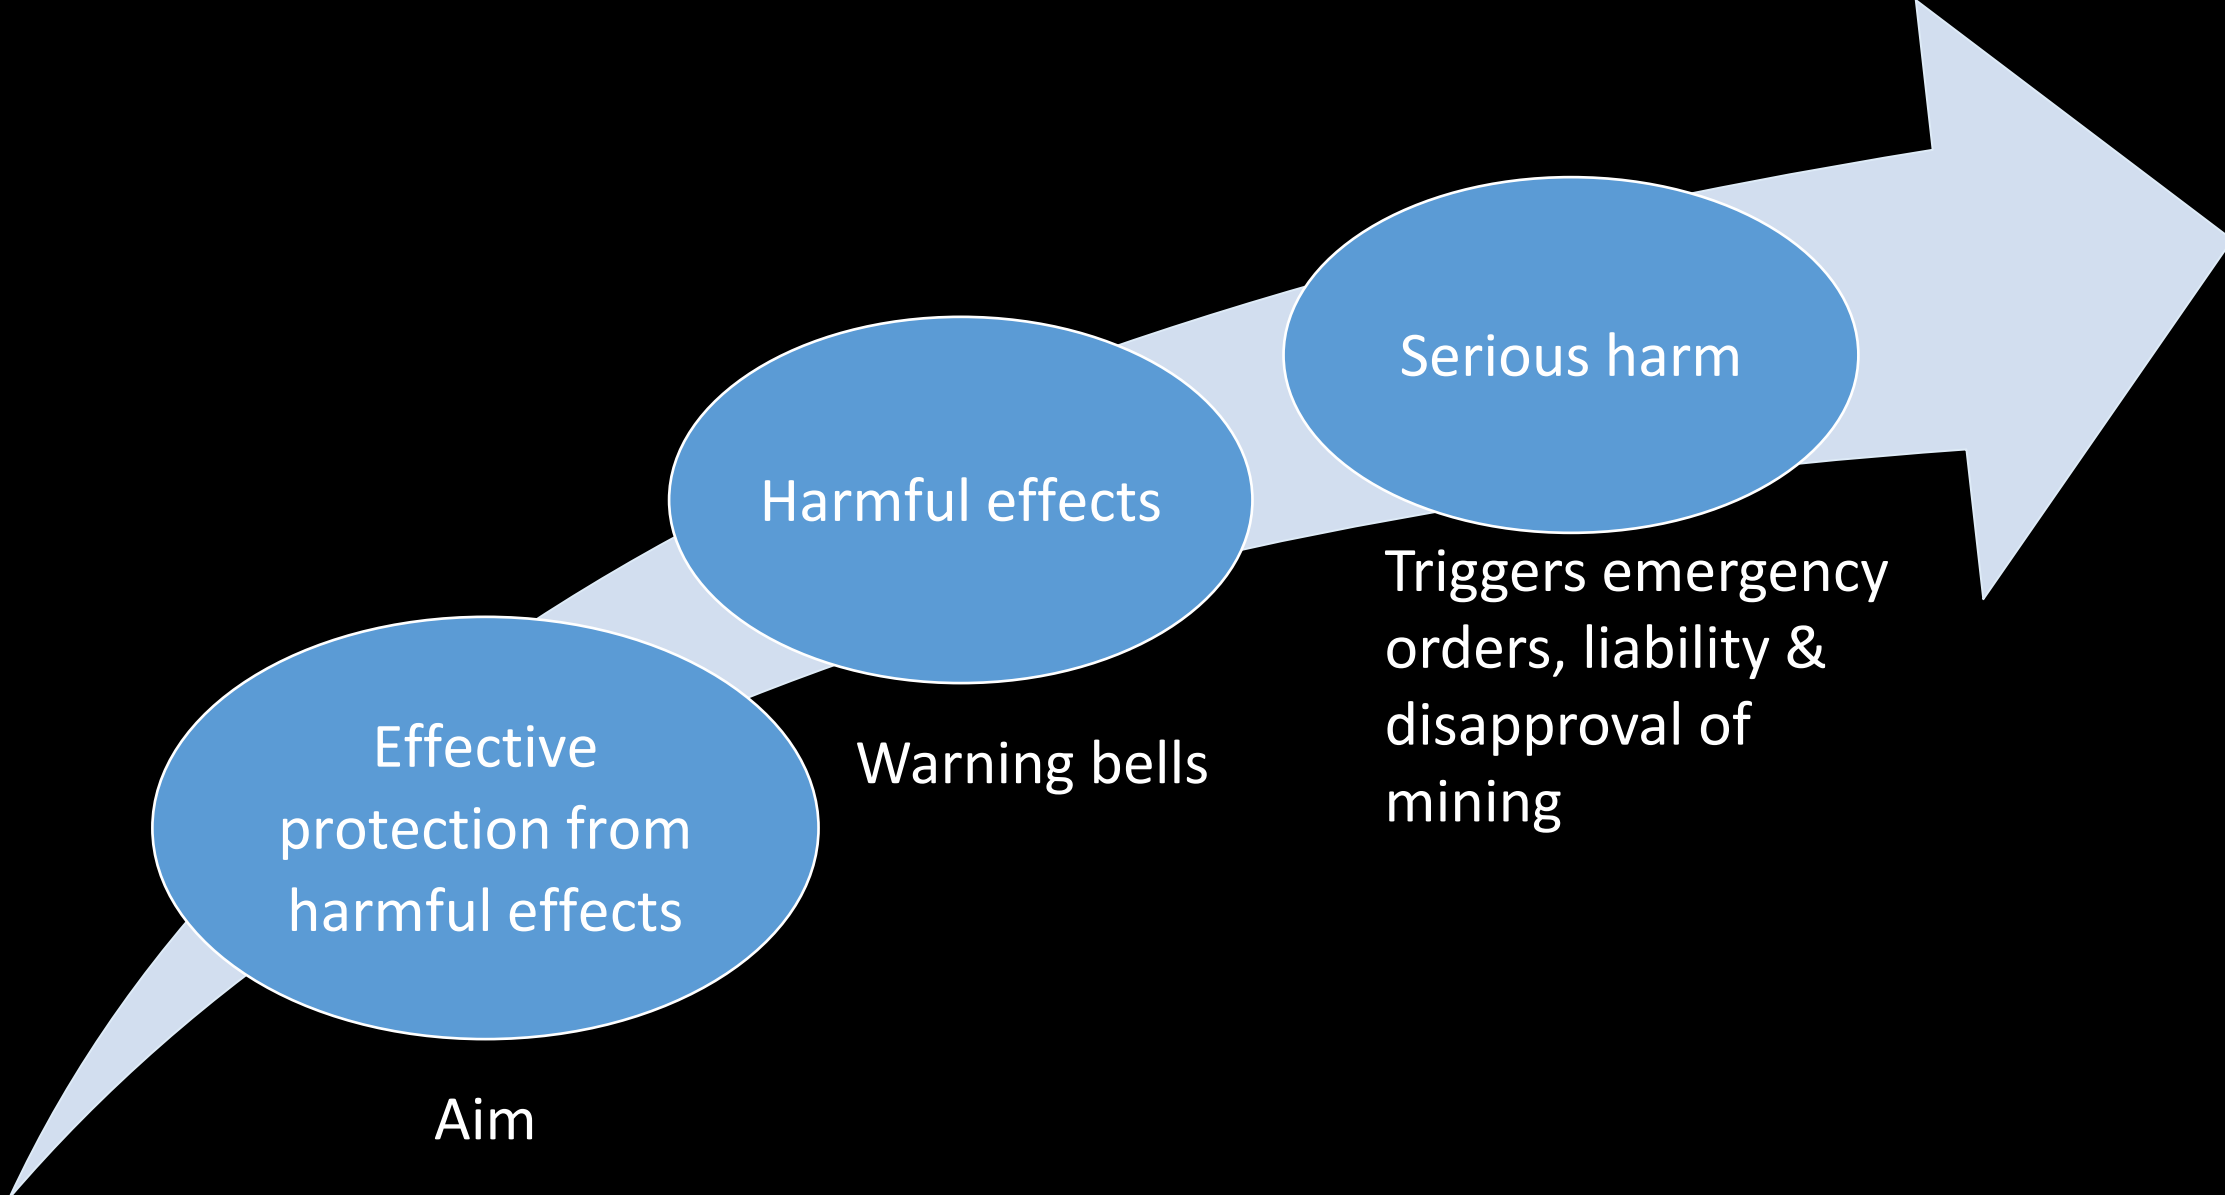 Effective
protection from
harmful effects
Aim
Harmful effects
Warning bells
Serious harm
Triggers emergency
orders, liability &
disapproval of
mining